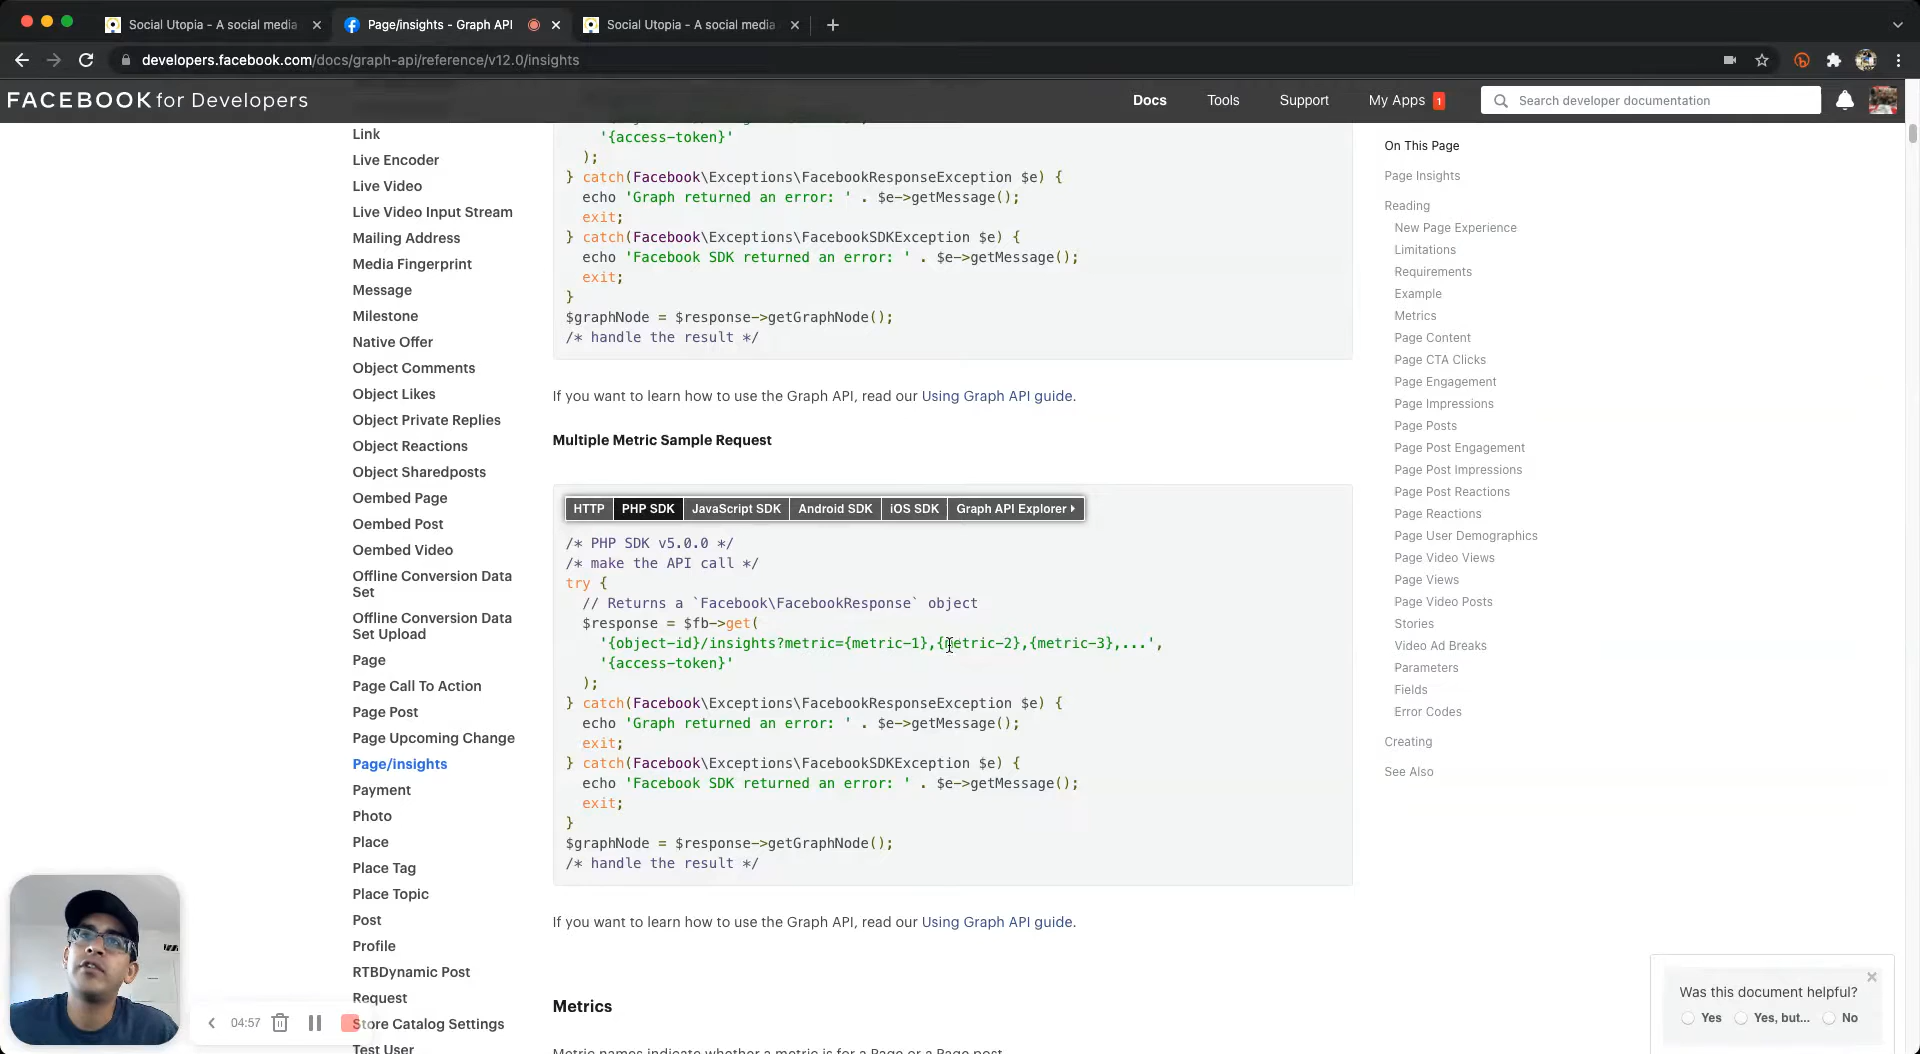 Social Utopia - A social media
Page/insights - Graph API
Social Utopia - A social media
developers.facebook.com/docs/graph-api/reference/v12.0/insights
FACEBOOK for Developers
Docs
Tools
Support
My Apps 1
Search developer documentation
Link
Live Encoder
Live Video
Live Video Input Stream
Mailing Address
Media Fingerprint
Message
Milestone
Native Offer
Object Comments
Object Likes
Object Private Replies
Object Reactions
Object Sharedposts
Oembed Page
Oembed Post
Oembed Video
Offline Conversion Data
Set
Offline Conversion Data
Set Upload
Page
Page Call To Action
Page Post
Page Upcoming Change
Page/insights
Payment
Photo
Place
Place Tag
Place Topic
Post
Profile
RTBDynamic Post
Request
Store Catalog Settings
Test User
'{access-token}'
);
} catch(Facebook\Exceptions\FacebookResponseException $e) {
echo 'Graph returned an error: ' . $e->getMessage();
exit;
} catch(Facebook\Exceptions\FacebookSDKException $e) {
echo 'Facebook SDK returned an error: ' . $e->getMessage();
exit;
}
$graphNode = $response->getGraphNode();
/* handle the result */
If you want to learn how to use the Graph API, read our Using Graph API guide.
Multiple Metric Sample Request
HTTP PHP SDK JavaScript SDK Android SDK iOS SDK Graph API Explorer
/* PHP SDK v5.0.0 */
/* make the API call */
try {
// Returns a `Facebook\FacebookResponse` object
$response = $fb->get(
'{object-id}/insights?metric={metric-1},{metric-2},{metric-3},...',
'{access-token}'
);
} catch(Facebook\Exceptions\FacebookResponseException $e) {
echo 'Graph returned an error: ' . $e->getMessage();
exit;
} catch(Facebook\Exceptions\FacebookSDKException $e) {
echo 'Facebook SDK returned an error: ' . $e->getMessage();
exit;
}
$graphNode = $response->getGraphNode();
/* handle the result */
If you want to learn how to use the Graph API, read our Using Graph API guide.
Metrics
Metric names indicate whether a metric is for a Page or a Page post.
On This Page
Page Insights
Reading
New Page Experience
Limitations
Requirements
Example
Metrics
Page Content
Page CTA Clicks
Page Engagement
Page Impressions
Page Posts
Page Post Engagement
Page Post Impressions
Page Post Reactions
Page Reactions
Page User Demographics
Page Video Views
Page Views
Page Video Posts
Stories
Video Ad Breaks
Parameters
Fields
Error Codes
Creating
See Also
Was this document helpful?
Yes
Yes, but...
No
04:57